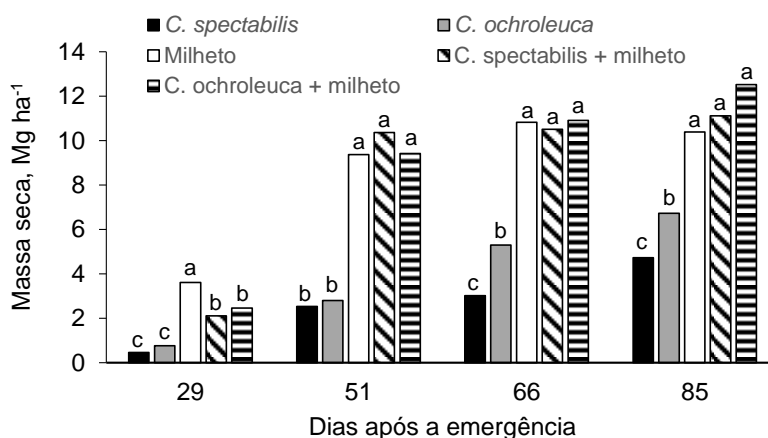 C. spectabilis C. ochroleuca
Milheto C. spectabilis + milheto
C. ochroleuca + milheto
Massa seca, Mg ha-1
14
12
10
8
6
4
2
0
c c a b b
b b a a a
c b a a a
c b a a a
29 51 66 85
Dias após a emergência